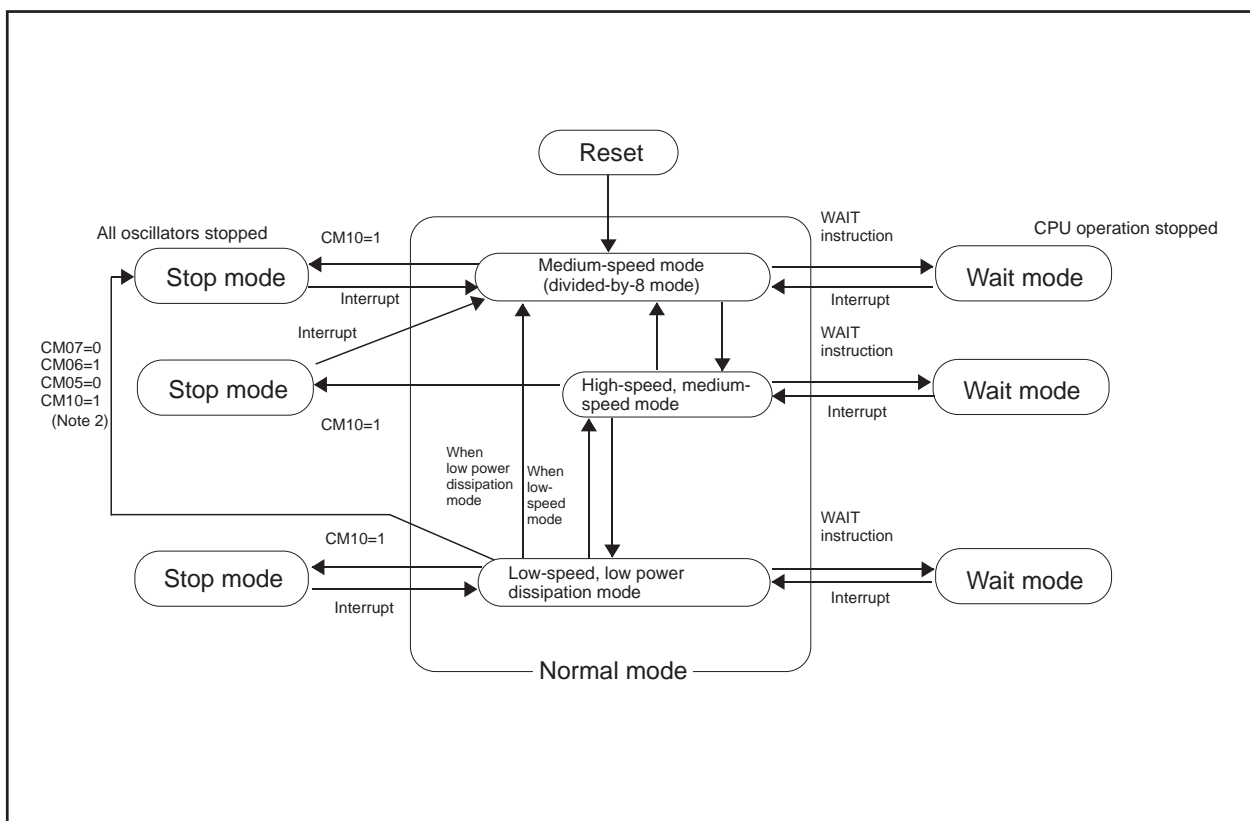 Reset
All oscillators stopped
CM10=1
WAIT
instruction
CPU operation stopped
Stop mode
Medium-speed mode
(divided-by-8 mode)
Wait mode
Interrupt
Interrupt
Interrupt
WAIT
instruction
CM07=0
CM06=1
CM05=0
CM10=1
(Note 2)
Stop mode
High-speed, medium-
speed mode
Wait mode
Interrupt
CM10=1
When
low power
dissipation
mode
When
low-
speed
mode
WAIT
instruction
CM10=1
Stop mode
Low-speed, low power
dissipation mode
Wait mode
Interrupt
Interrupt
Normal mode